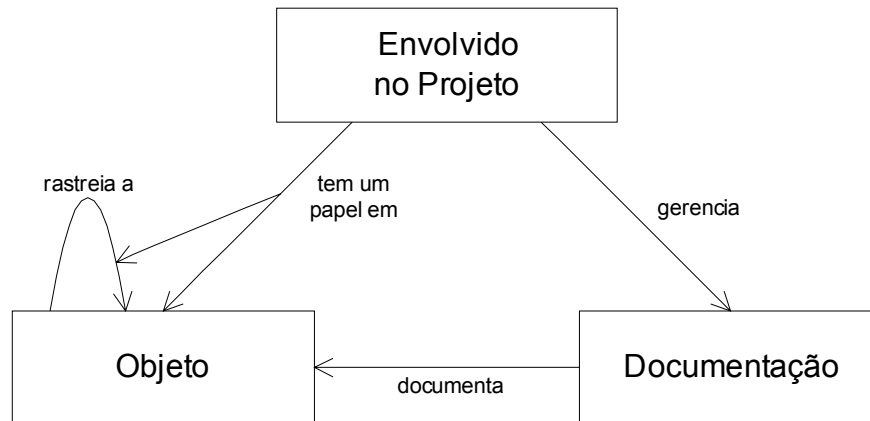 Envolvido
no Projeto
rastreia a
tem um
papel em
gerencia
Objeto
documenta
Documentação